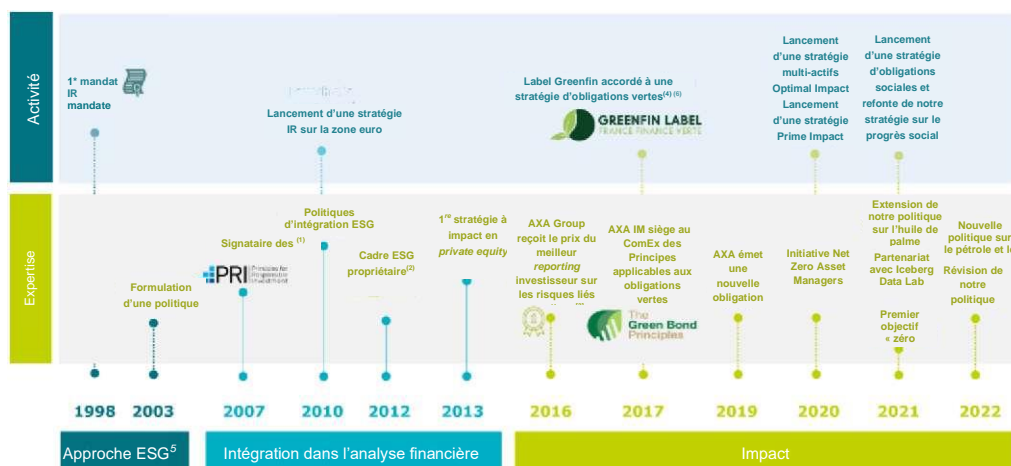 Activité
1ᵉ mandat
IR
mandate
Lancement d'une stratégie
IR sur la zone euro
Label Greenfin accordé à une
stratégie d'obligations vertes(4) (6)
GREENFIN LABEL
FRANCE FINANCE VERTE
Lancement
d'une stratégie
multi-actifs
Optimal Impact
Lancement
d'une stratégie
Prime Impact
Lancement
d'une stratégie
d'obligations
sociales et
refonte de notre
stratégie sur le
progrès social
Expertise
Formulation
d'une politique
Signataire des (1)
PRI Principles for
Responsible
Investment
Politiques
d'intégration ESG
Cadre ESG
propriétaire(2)
1re stratégie à
impact en
private equity
AXA Group
reçoit le prix du
meilleur
reporting
investisseur sur
les risques liés
AXA IM siège au
ComEx des
Principes
applicables aux
obligations
vertes
The
Green Bond
Principles
AXA émet
une
nouvelle
obligation
Initiative Net
Zero Asset
Managers
Extension de
notre politique
sur l'huile de
palme
Partenariat
avec Iceberg
Data Lab
Premier
objectif
« zéro
Nouvelle
politique sur
le pétrole et le
Révision de
notre
politique
1998
2003
2007
2010
2012
2013
2016
2017
2019
2020
2021
2022
Approche ESG5
Intégration dans l'analyse financière
Impact